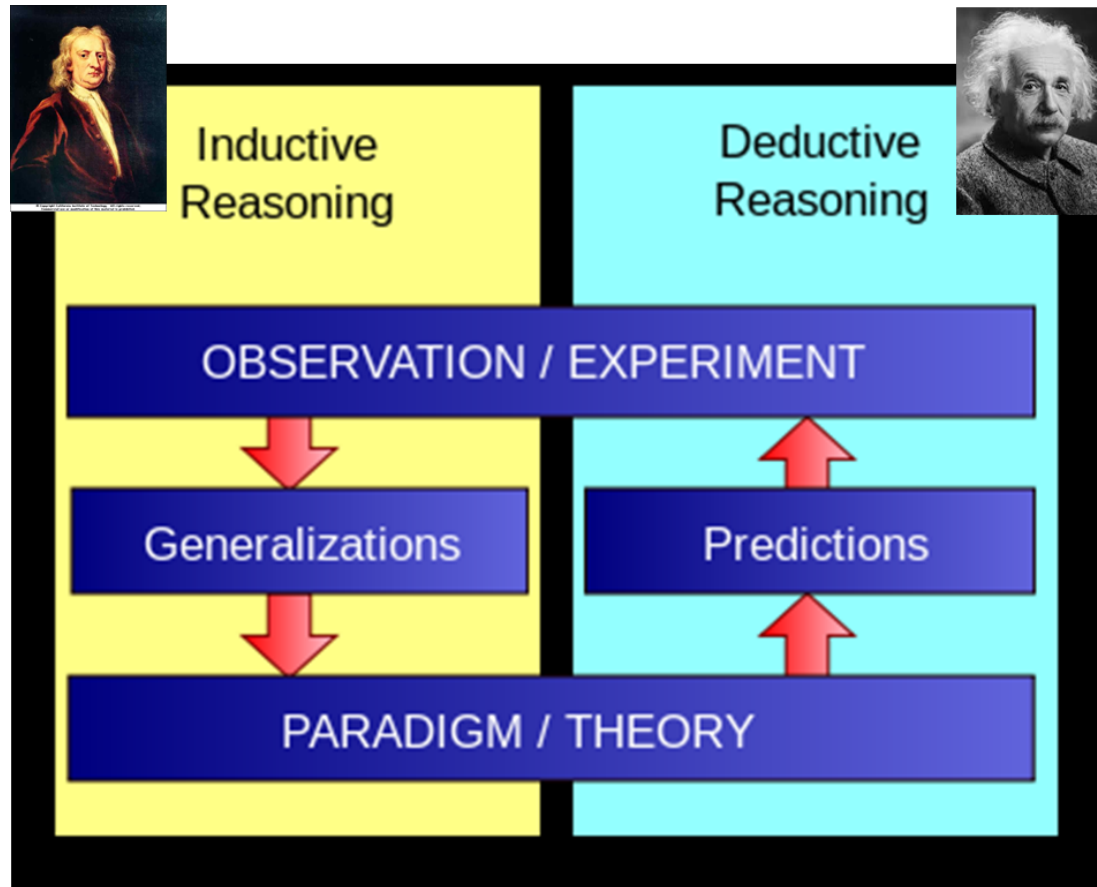 Inductive
Reasoning
Deductive
Reasoning
OBSERVATION / EXPERIMENT
Generalizations
Predictions
PARADIGM / THEORY